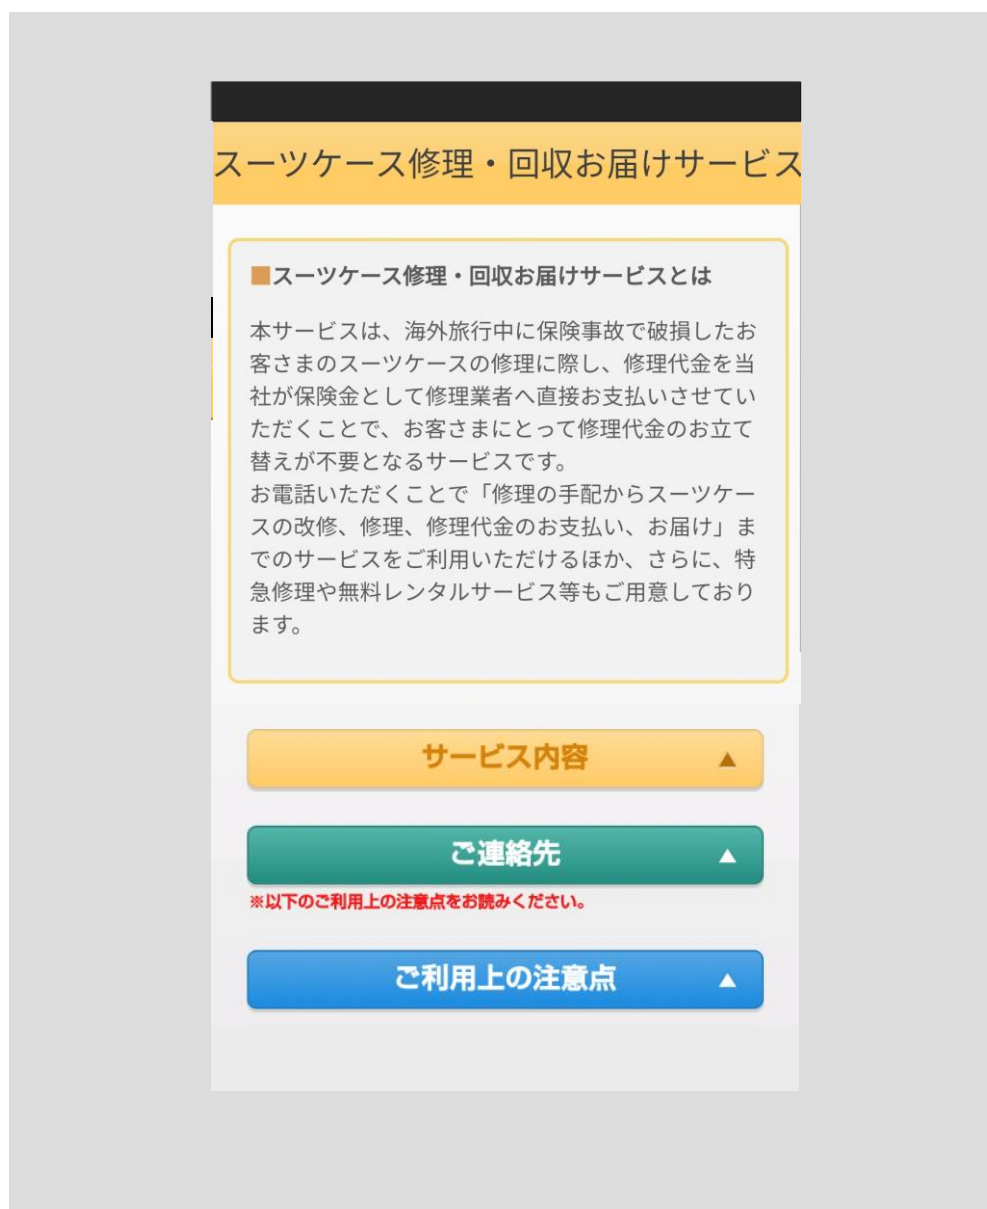 スーツケース修理・回収お届けサービス
■スーツケース修理・回収お届けサービスとは
本サービスは、海外旅行中に保険事故で破損したお
客さまのスーツケースの修理に際し、修理代金を当
社が保険金として修理業者へ直接お支払いさせてい
ただくことで、お客さまにとって修理代金のお立て
替えが不要となるサービスです。
お電話いただくことで「修理の手配からスーツケー
スの改修、修理、修理代金のお支払い、お届け」ま
でのサービスをご利用いただけるほか、さらに、特
急修理や無料レンタルサービス等もご用意しており
ます。
サービス内容 ▲
ご連絡先 ▲
※以下のご利用上の注意点をお読みください。
ご利用上の注意点 ▲